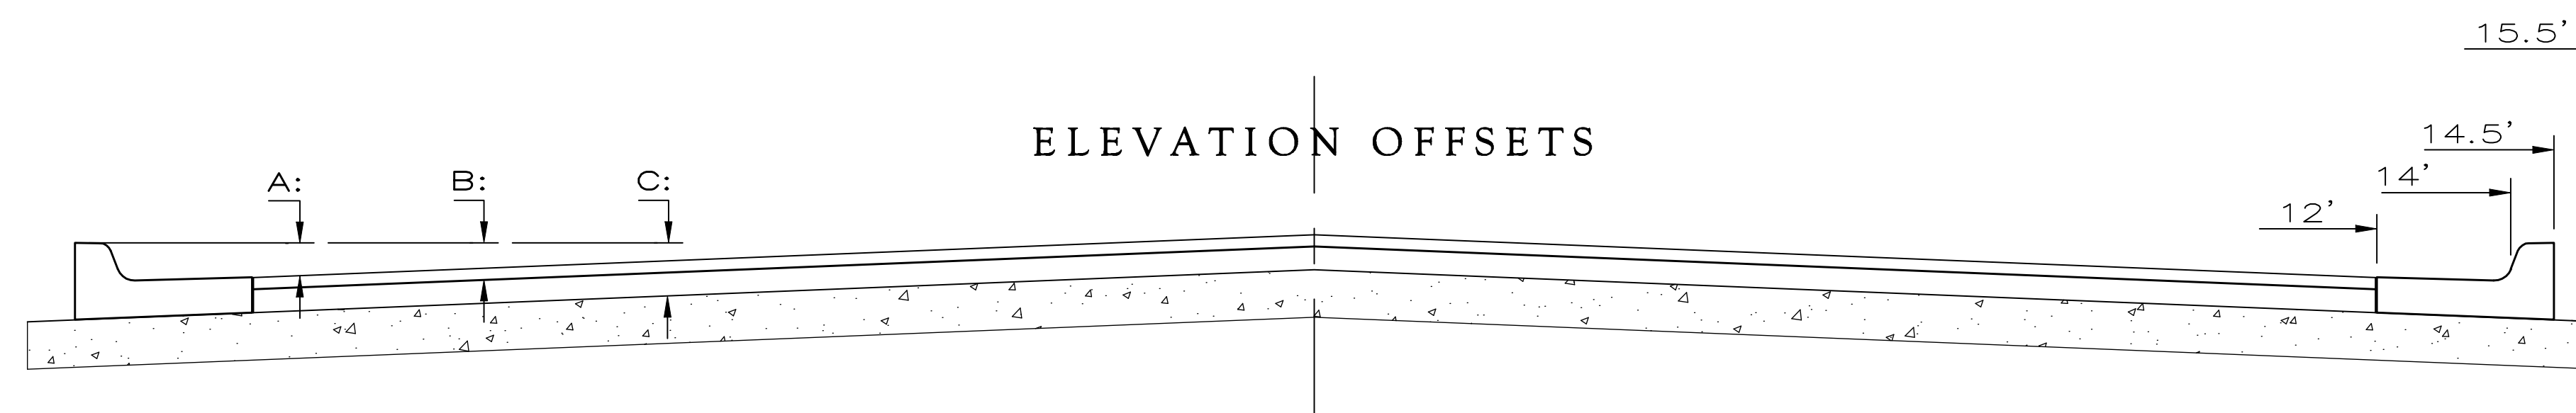 15.5'
ELEVATION OFFSETS
14.5'
A:
B:
C:
14'
12'